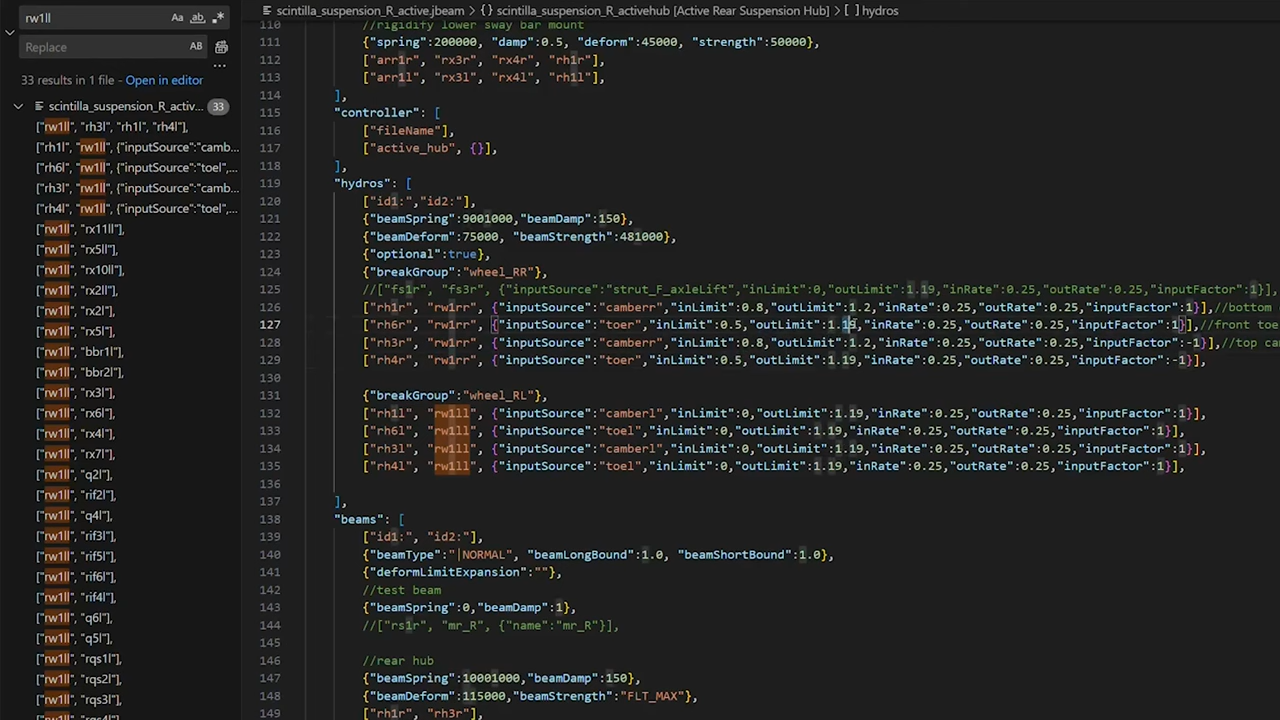 rw1ll
Aa ab .*
Replace
AB
...
33 results in 1 file - Open in editor
scintilla_suspension_R_activ...
33
["rw1ll", "rh3l", "rh1l", "rh4l"],
["rh1l", "rw1ll", {"inputSource":"camb...
["rh6l", "rw1ll", {"inputSource":"toel",...
["rh3l", "rw1ll", {"inputSource":"camb...
["rh4l", "rw1ll", {"inputSource":"toel",...
["rw1ll", "rx11ll"],
["rw1ll", "rx5ll"],
["rw1ll", "rx10ll"],
["rw1ll", "rx2ll"],
["rw1ll", "rx2l"],
["rw1ll", "rx5l"],
["rw1ll", "bbr1l"],
["rw1ll", "bbr2l"],
["rw1ll", "rx3l"],
["rw1ll", "rx6l"],
["rw1ll", "rx4l"],
["rw1ll", "rx7l"],
["rw1ll", "q2l"],
["rw1ll", "rif2l"],
["rw1ll", "q4l"],
["rw1ll", "rif3l"],
["rw1ll", "rif5l"],
["rw1ll", "rif6l"],
["rw1ll", "rif4l"],
["rw1ll", "q6l"],
["rw1ll", "q5l"],
["rw1ll", "rqs1l"],
["rw1ll", "rqs2l"],
["rw1ll", "rqs3l"],
["rw1ll", "rqs4l"],
scintilla_suspension_R_active.jbeam > {} scintilla_suspension_R_activehub [Active Rear Suspension Hub] > [ ] hydros
110 //rigidify lower sway bar mount
111 {"spring":200000, "damp":0.5, "deform":45000, "strength":50000},
112 ["arr1r", "rx3r", "rx4r", "rh1r"],
113 ["arr1l", "rx3l", "rx4l", "rh1l"],
114 ],
115 "controller": [
116 ["fileName"],
117 ["active_hub", {}],
118 ],
119 "hydros": [
120 ["id1:","id2:"],
121 {"beamSpring":9001000,"beamDamp":150},
122 {"beamDeform":75000, "beamStrength":481000},
123 {"optional":true},
124 {"breakGroup":"wheel_RR"},
125 //["fs1r", "fs3r", {"inputSource":"strut_F_axleLift","inLimit":0,"outLimit":1.19,"inRate":0.25,"outRate":0.25,"inputFactor":1}],
126 ["rh1r", "rw1rr", {"inputSource":"camberr","inLimit":0.8,"outLimit":1.2,"inRate":0.25,"outRate":0.25,"inputFactor":1}],//bottom
127 ["rh6r", "rw1rr", {"inputSource":"toer","inLimit":0.5,"outLimit":1.19,"inRate":0.25,"outRate":0.25,"inputFactor":1}],//front toe
128 ["rh3r", "rw1rr", {"inputSource":"camberr","inLimit":0.8,"outLimit":1.2,"inRate":0.25,"outRate":0.25,"inputFactor":-1}],//top ca
129 ["rh4r", "rw1rr", {"inputSource":"toer","inLimit":0.5,"outLimit":1.19,"inRate":0.25,"outRate":0.25,"inputFactor":-1}],
130
131 {"breakGroup":"wheel_RL"},
132 ["rh1l", "rw1ll", {"inputSource":"camberl","inLimit":0,"outLimit":1.19,"inRate":0.25,"outRate":0.25,"inputFactor":1}],
133 ["rh6l", "rw1ll", {"inputSource":"toel","inLimit":0,"outLimit":1.19,"inRate":0.25,"outRate":0.25,"inputFactor":1}],
134 ["rh3l", "rw1ll", {"inputSource":"camberl","inLimit":0,"outLimit":1.19,"inRate":0.25,"outRate":0.25,"inputFactor":1}],
135 ["rh4l", "rw1ll", {"inputSource":"toel","inLimit":0,"outLimit":1.19,"inRate":0.25,"outRate":0.25,"inputFactor":1}],
136
137 ],
138 "beams": [
139 ["id1:", "id2:"],
140 {"beamType":"|NORMAL", "beamLongBound":1.0, "beamShortBound":1.0},
141 {"deformLimitExpansion":""},
142 //test beam
143 {"beamSpring":0,"beamDamp":1},
144 //["rs1r", "mr_R", {"name":"mr_R"}],
145
146 //rear hub
147 {"beamSpring":10001000,"beamDamp":150},
148 {"beamDeform":115000,"beamStrength":"FLT_MAX"},
149 ["rh1r", "rh3r"],